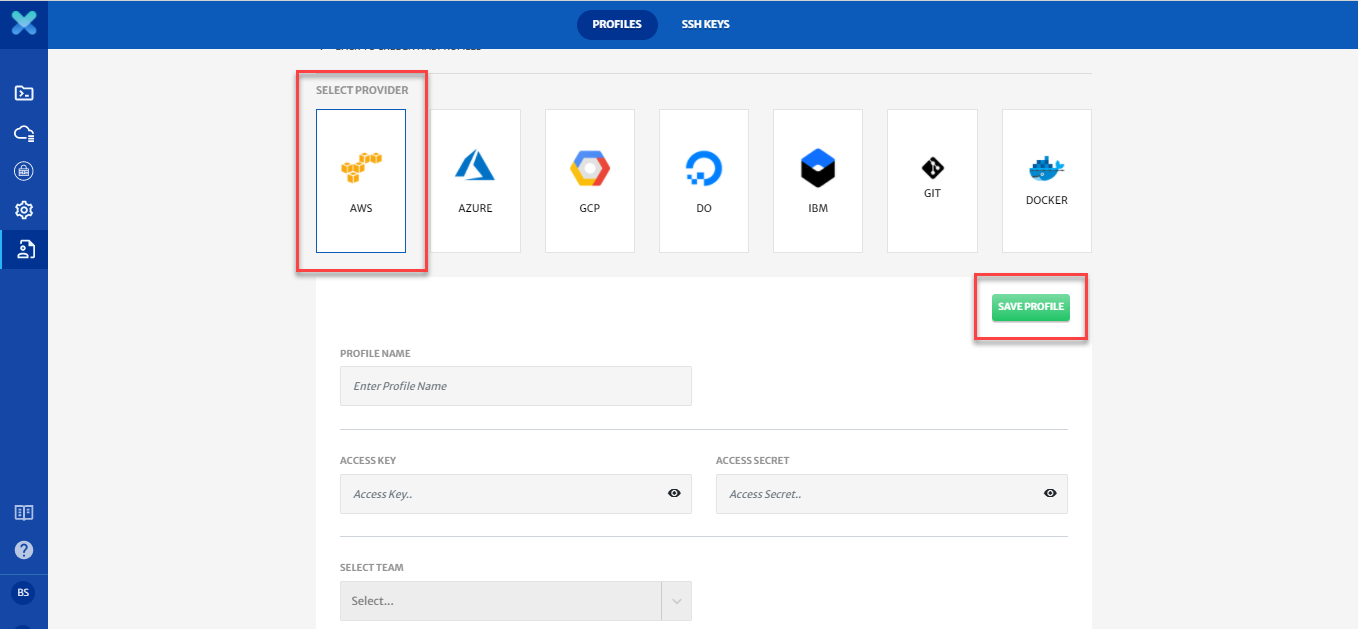 PROFILES
SSH KEYS
SELECT PROVIDER
AWS
AZURE
GCP
DO
IBM
GIT
DOCKER
SAVE PROFILE
PROFILE NAME
Enter Profile Name
ACCESS KEY
ACCESS SECRET
Access Key..
Access Secret..
SELECT TEAM
Select...
BS